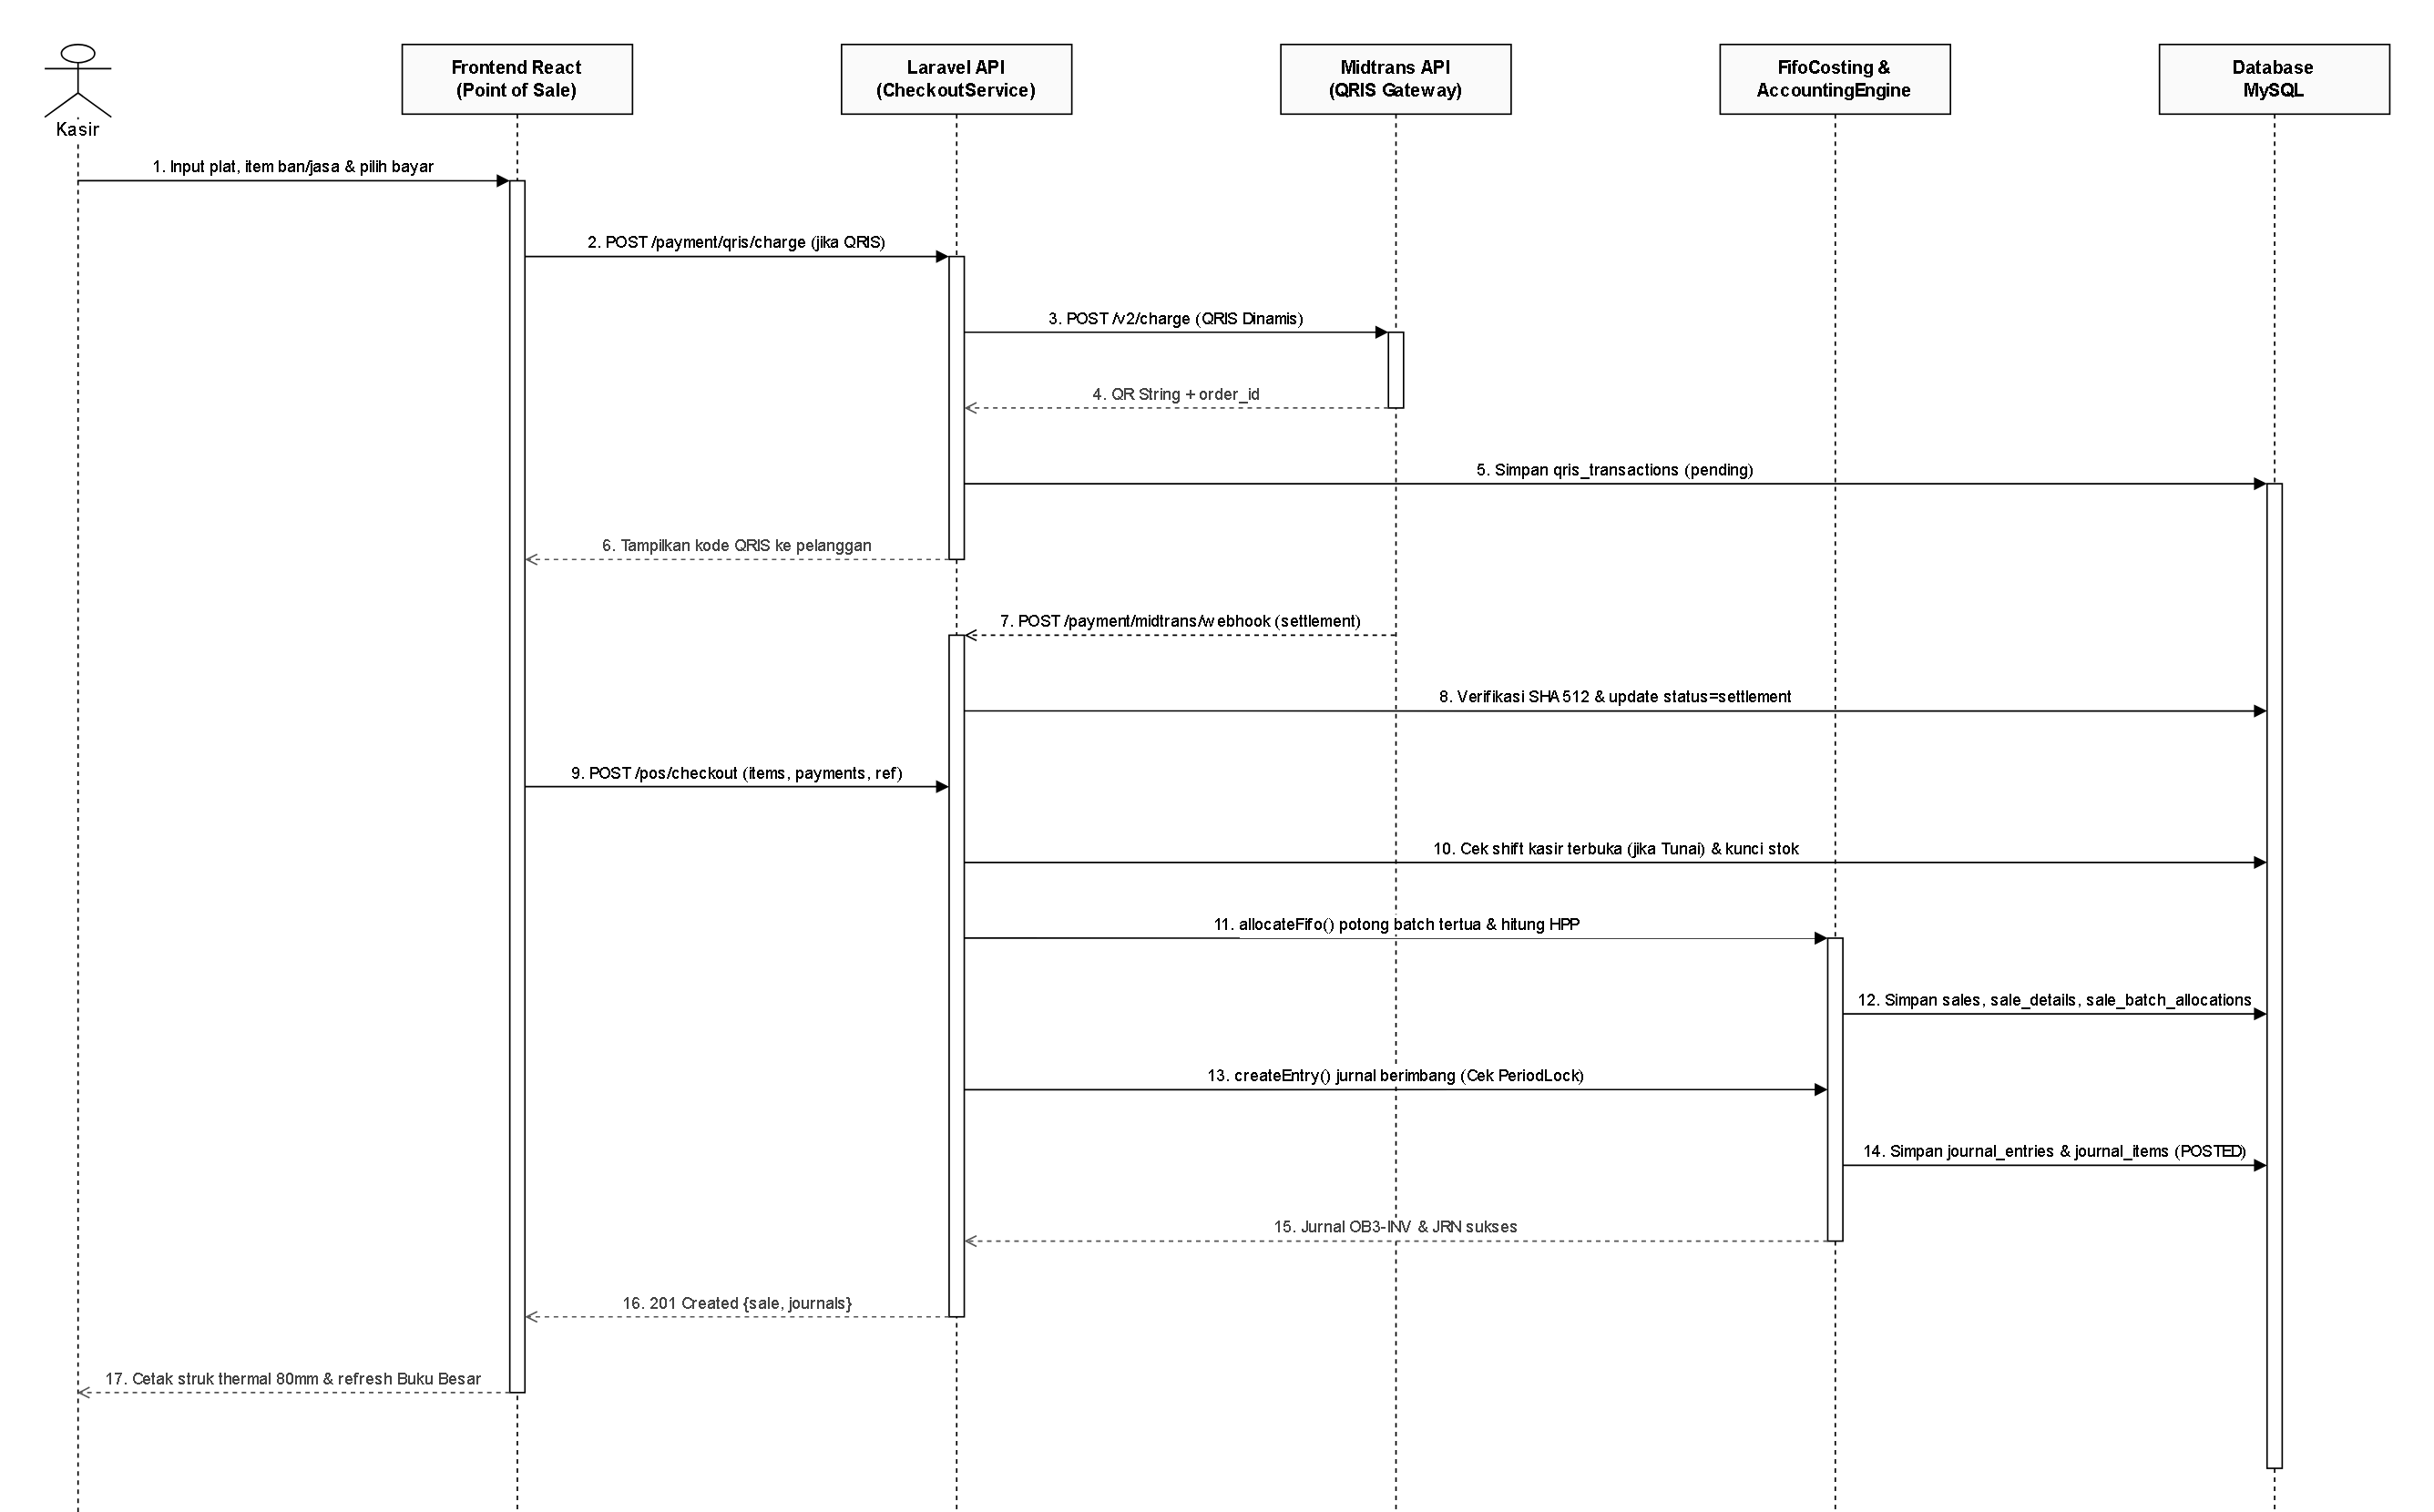 Kasir
Frontend React
(Point of Sale)
Laravel API
(CheckoutService)
Midtrans API
(QRIS Gateway)
FifoCosting &
AccountingEngine
Database
MySQL
1. Input plat, item ban/jasa & pilih bayar
2. POST /payment/qris/charge (jika QRIS)
3. POST /v2/charge (QRIS Dinamis)
4. QR String + order_id
5. Simpan qris_transactions (pending)
6. Tampilkan kode QRIS ke pelanggan
7. POST /payment/midtrans/webhook (settlement)
8. Verifikasi SHA512 & update status=settlement
9. POST /pos/checkout (items, payments, ref)
10. Cek shift kasir terbuka (jika Tunai) & kunci stok
11. allocateFifo() potong batch tertua & hitung HPP
12. Simpan sales, sale_details, sale_batch_allocations
13. createEntry() jurnal berimbang (Cek PeriodLock)
14. Simpan journal_entries & journal_items (POSTED)
15. Jurnal OB3-INV & JRN sukses
16. 201 Created {sale, journals}
17. Cetak struk thermal 80mm & refresh Buku Besar